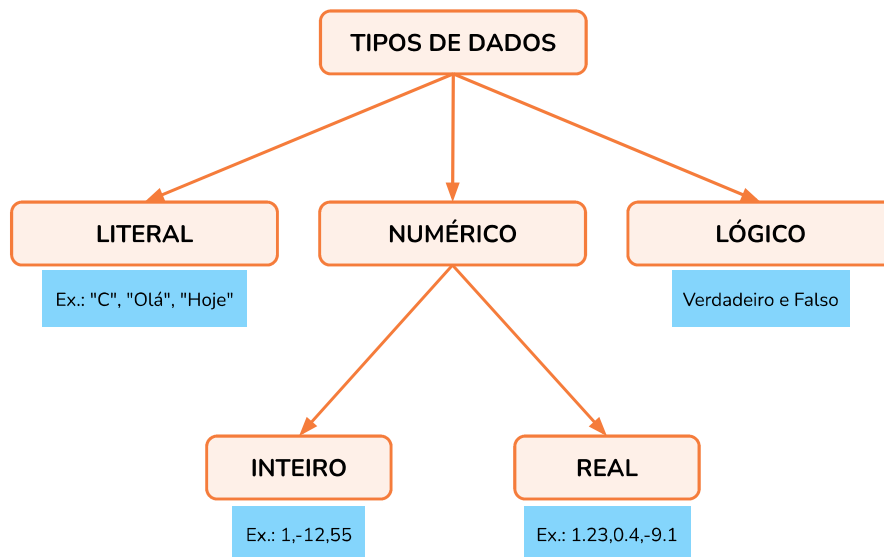 TIPOS DE DADOS
LITERAL
NUMÉRICO
LÓGICO
Ex.: "C", "Olá", "Hoje"
Verdadeiro e Falso
INTEIRO
REAL
Ex.: 1,-12,55
Ex.: 1.23,0.4,-9.1